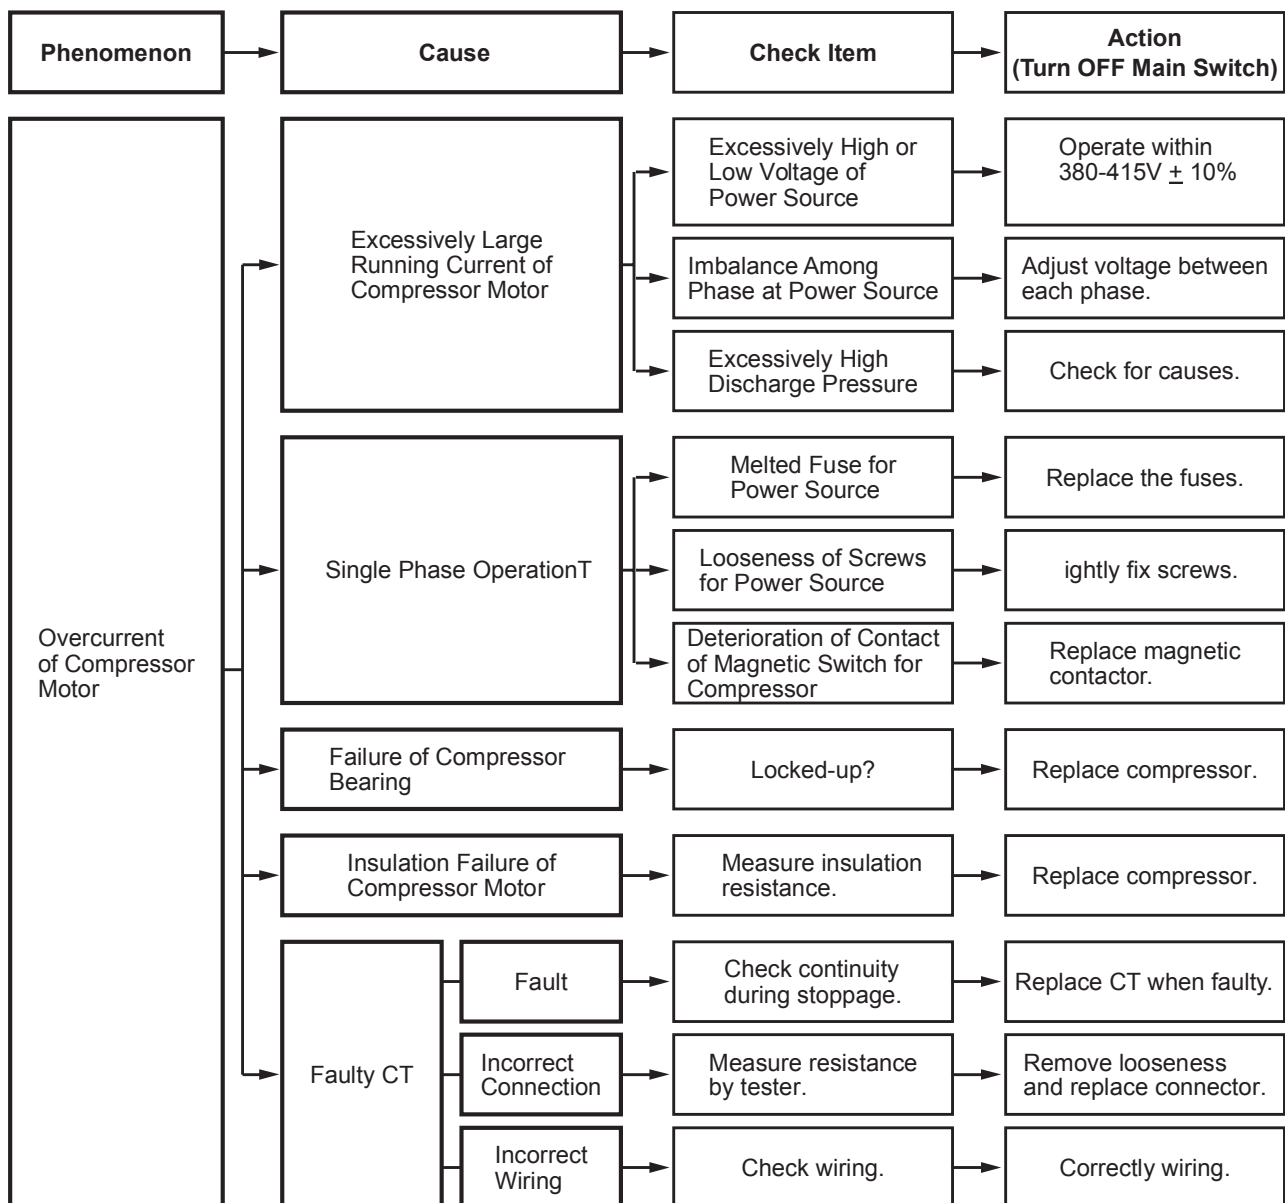 Phenomenon
Cause
Check Item
Action
(Turn OFF Main Switch)
Overcurrent
of Compressor
Motor
Excessively Large
Running Current of
Compressor Motor
Excessively High or
Low Voltage of
Power Source
Operate within
380-415V ± 10%
Imbalance Among
Phase at Power Source
Adjust voltage between
each phase.
Excessively High
Discharge Pressure
Check for causes.
Single Phase OperationT
Melted Fuse for
Power Source
Replace the fuses.
Looseness of Screws
for Power Source
ightly fix screws.
Deterioration of Contact
of Magnetic Switch for
Compressor
Replace magnetic
contactor.
Failure of Compressor
Bearing
Locked-up?
Replace compressor.
Insulation Failure of
Compressor Motor
Measure insulation
resistance.
Replace compressor.
Faulty CT
Fault
Check continuity
during stoppage.
Replace CT when faulty.
Incorrect
Connection
Measure resistance
by tester.
Remove looseness
and replace connector.
Incorrect
Wiring
Check wiring.
Correctly wiring.